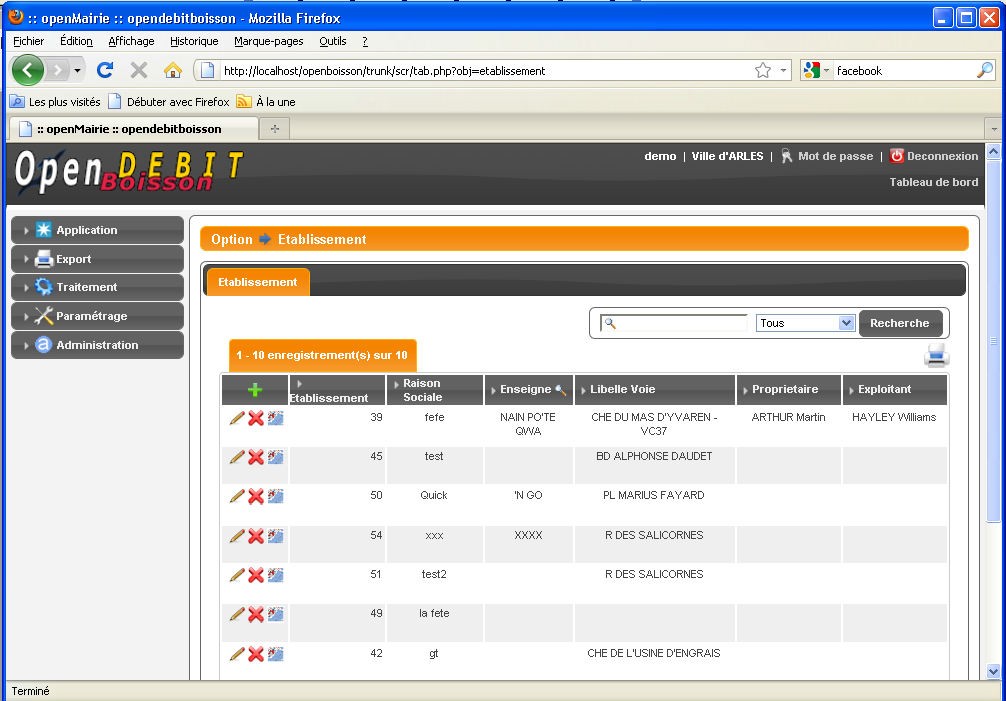 :: openMairie :: opendebitboisson - Mozilla Firefox
Fichier Édition Affichage Historique Marque-pages Outils ?
http://localhost/openboisson/trunk/scr/tab.php?obj=etablissement
facebook
Les plus visités Débuter avec Firefox À la une
:: openMairie :: opendebitboisson
Open DEBIT
Boisson
demo | Ville d'ARLES | Mot de passe | Deconnexion
Tableau de bord
Application
Export
Traitement
Paramétrage
Administration
Option Etablissement
Etablissement
Tous Recherche
1 - 10 enregistrement(s) sur 10
Etablissement Raison Sociale Enseigne Libelle Voie Proprietaire Exploitant
39 fefe NAIN PO'TE QWA CHE DU MAS D'YVAREN - VC37 ARTHUR Martin HAYLEY Williams
45 test BD ALPHONSE DAUDET
50 Quick 'N GO PL MARIUS FAYARD
54 xxx XXXX R DES SALICORNES
51 test2 R DES SALICORNES
49 la fete
42 gt CHE DE L'USINE D'ENGRAIS
Terminé